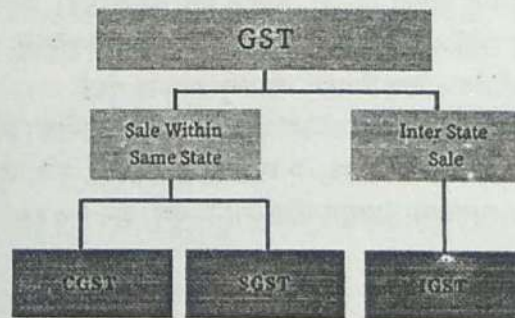 GST
Sale Within
Same State
Inter State
Sale
CGST
SGST
IGST